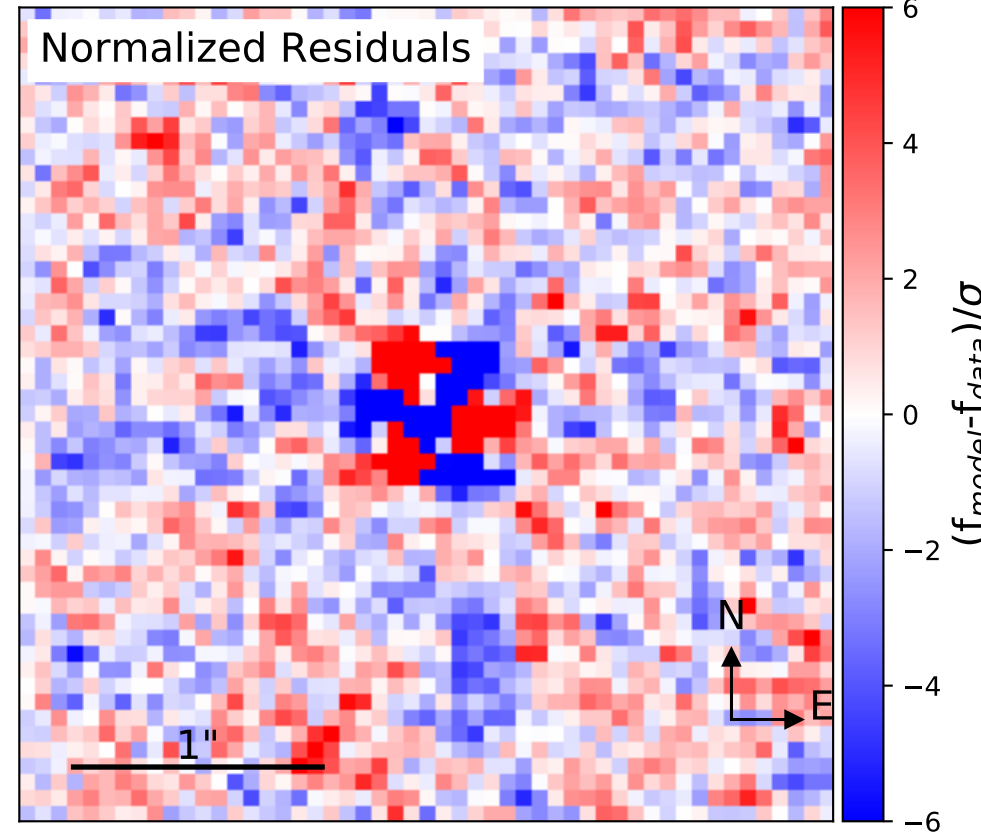 Normalized Residuals
6
4
2
0
−2
−4
−6
(f_model-f_data)/σ
N
E
1"